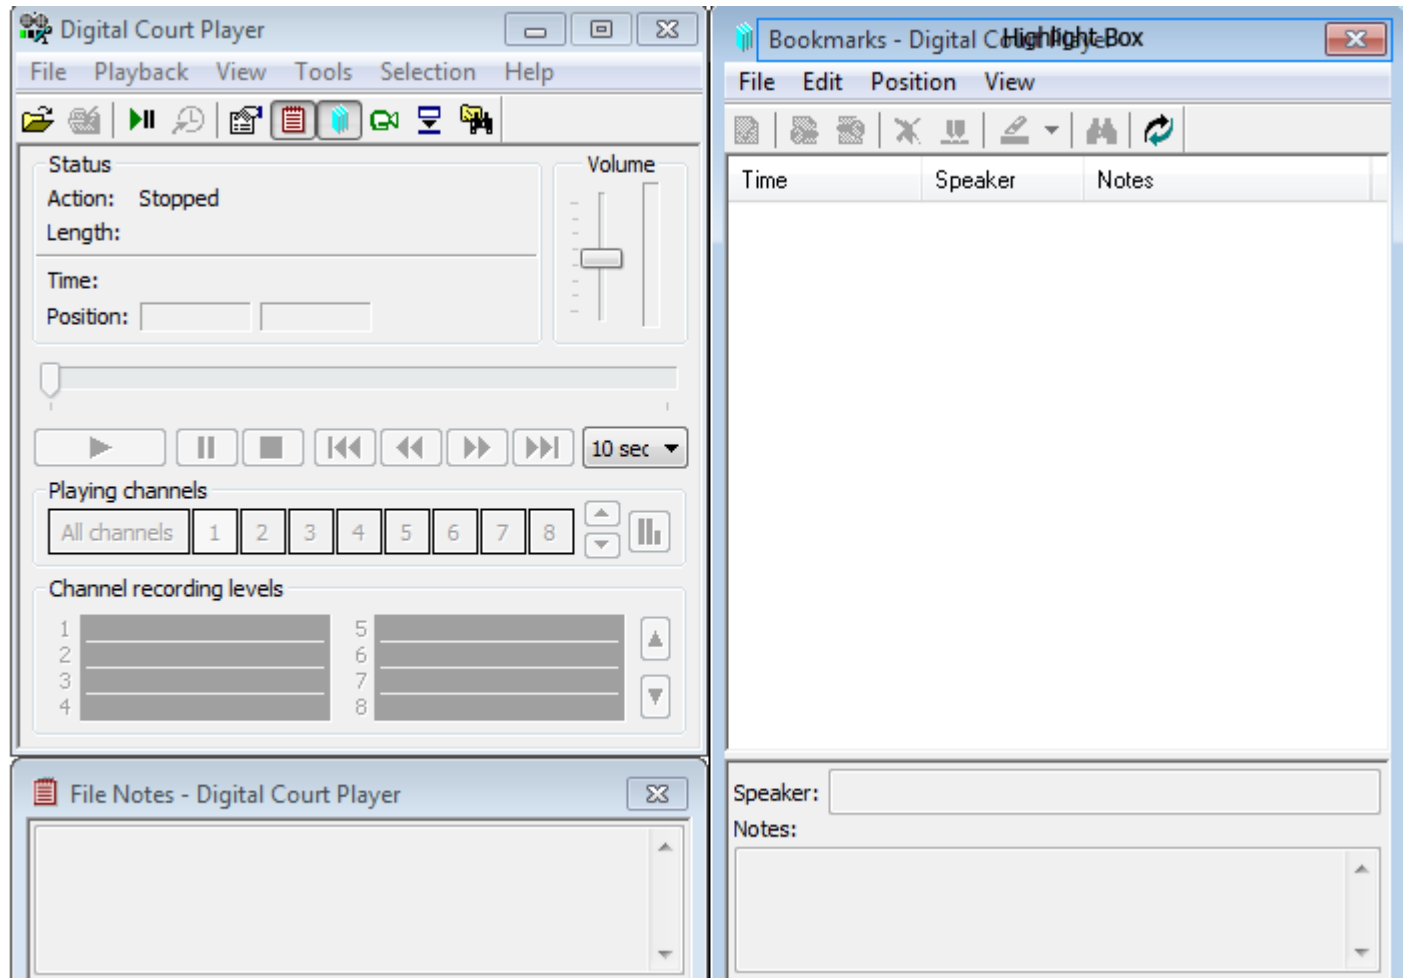 Digital Court Player
File Playback View Tools Selection Help
Status
Action: Stopped
Length:
Time:
Position:
Volume
10 sec
Playing channels
All channels 1 2 3 4 5 6 7 8
Channel recording levels
1 5
2 6
3 7
4 8
File Notes - Digital Court Player
Bookmarks - Digital Court Player
Highlight Box
File Edit Position View
Time Speaker Notes
Speaker:
Notes: